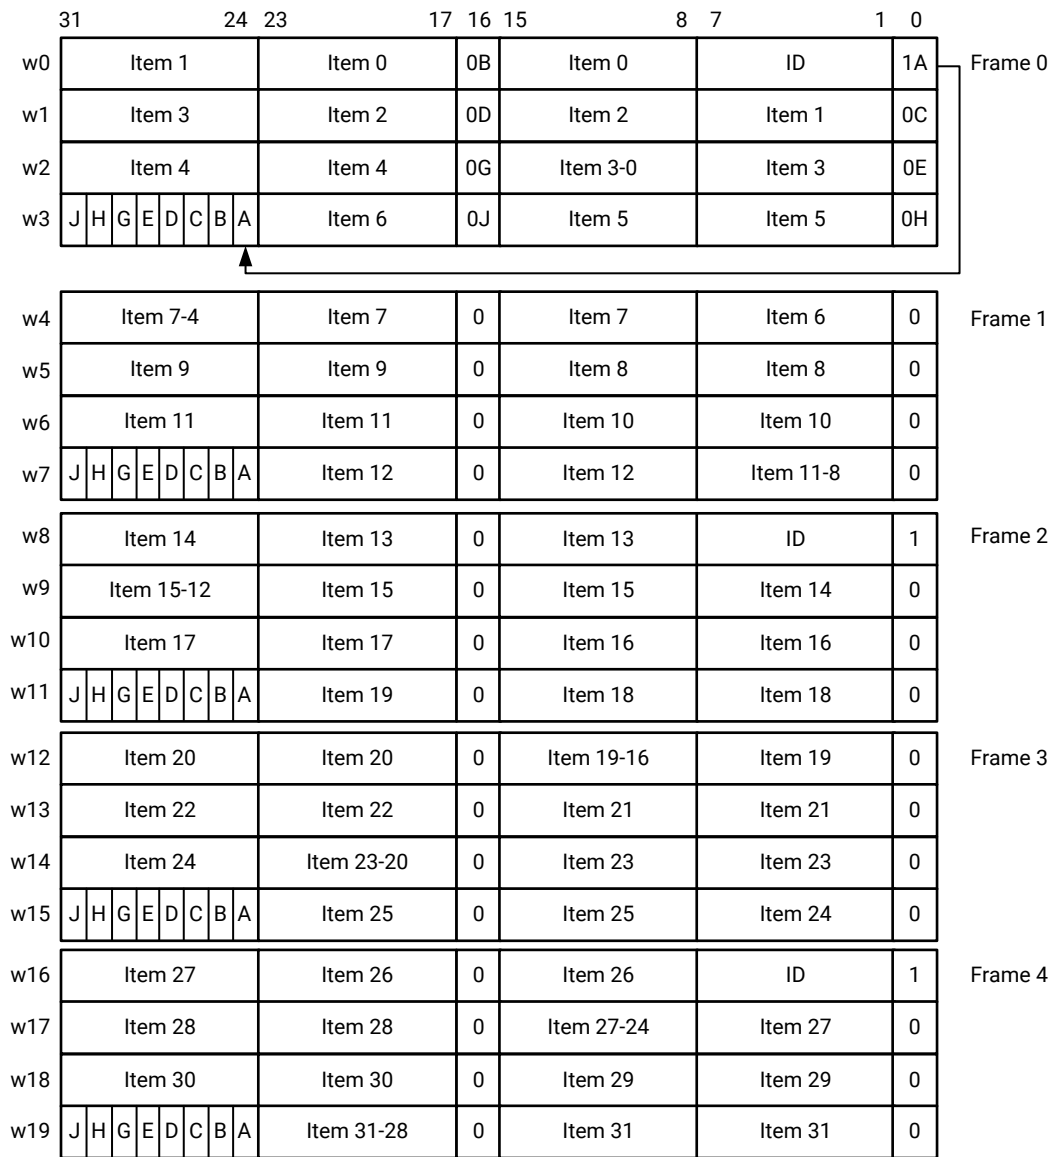 31 24 23 17 16 15 8 7 1 0
w0 Item 1 Item 0 0B Item 0 ID 1A Frame 0
w1 Item 3 Item 2 0D Item 2 Item 1 0C
w2 Item 4 Item 4 0G Item 3-0 Item 3 0E
w3 J H G E D C B A Item 6 0J Item 5 Item 5 0H
w4 Item 7-4 Item 7 0 Item 7 Item 6 0 Frame 1
w5 Item 9 Item 9 0 Item 8 Item 8 0
w6 Item 11 Item 11 0 Item 10 Item 10 0
w7 J H G E D C B A Item 12 0 Item 12 Item 11-8 0
w8 Item 14 Item 13 0 Item 13 ID 1 Frame 2
w9 Item 15-12 Item 15 0 Item 15 Item 14 0
w10 Item 17 Item 17 0 Item 16 Item 16 0
w11 J H G E D C B A Item 19 0 Item 18 Item 18 0
w12 Item 20 Item 20 0 Item 19-16 Item 19 0 Frame 3
w13 Item 22 Item 22 0 Item 21 Item 21 0
w14 Item 24 Item 23-20 0 Item 23 Item 23 0
w15 J H G E D C B A Item 25 0 Item 25 Item 24 0
w16 Item 27 Item 26 0 Item 26 ID 1 Frame 4
w17 Item 28 Item 28 0 Item 27-24 Item 27 0
w18 Item 30 Item 30 0 Item 29 Item 29 0
w19 J H G E D C B A Item 31-28 0 Item 31 Item 31 0